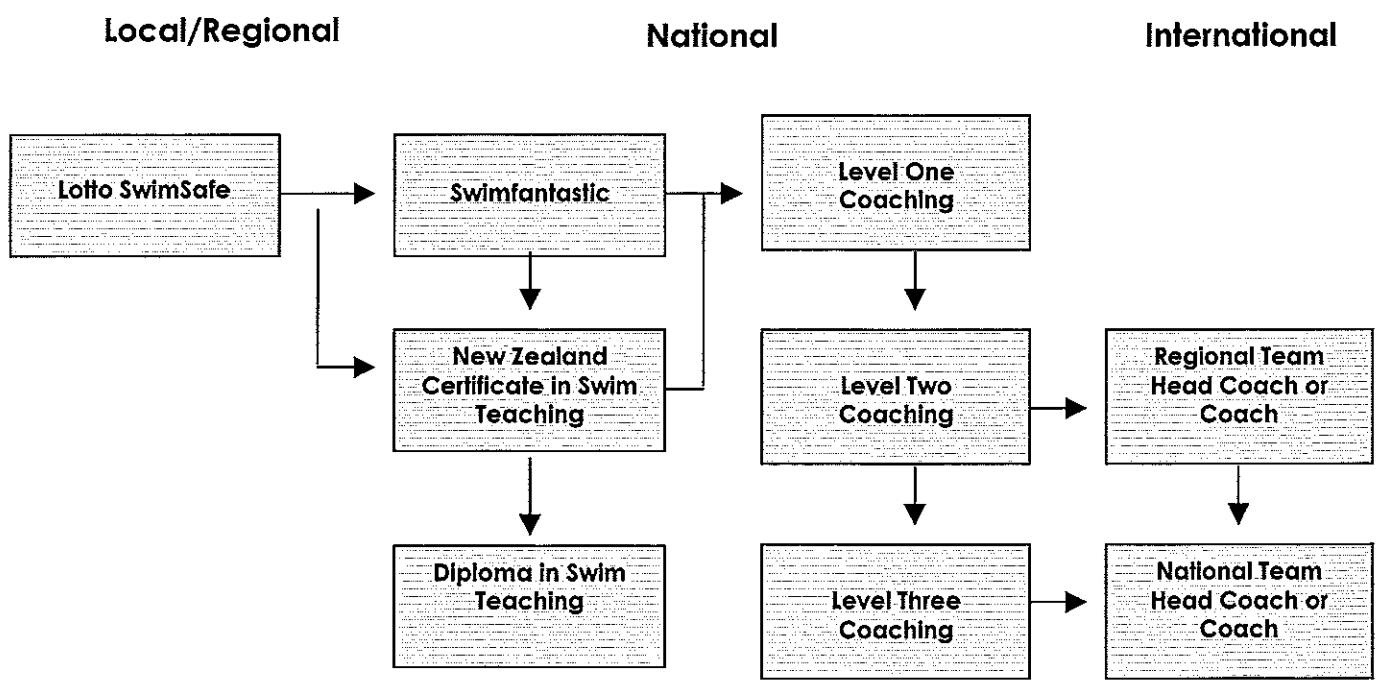 Local/Regional
National
International
Lotto SwimSafe
Swimfantastic
Level One
Coaching
New Zealand
Certificate in Swim
Teaching
Level Two
Coaching
Regional Team
Head Coach or
Coach
Diploma in Swim
Teaching
Level Three
Coaching
National Team
Head Coach or
Coach